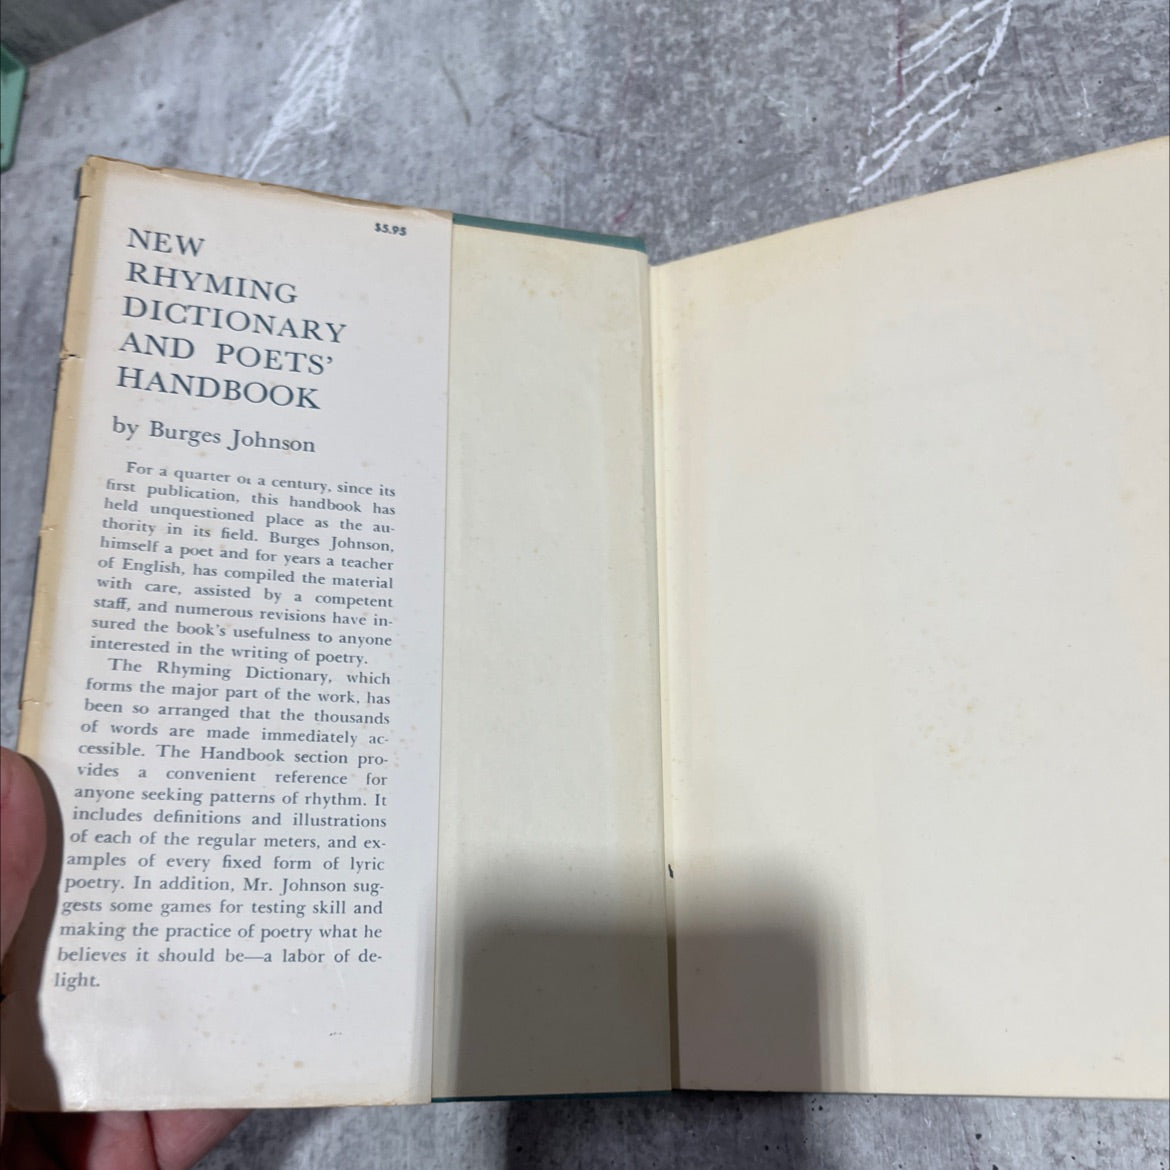 $5.95
NEW
RHYMING
DICTIONARY
AND POETS'
HANDBOOK
by Burges Johnson
For a quarter of a century, since its
first publication, this handbook has
held unquestioned place as the au-
thority in its field. Burges Johnson,
himself a poet and for years a teacher
of English, has compiled the material
with care, assisted by a competent
staff, and numerous revisions have in-
sured the book's usefulness to anyone
interested in the writing of poetry.
The Rhyming Dictionary, which
forms the major part of the work, has
been so arranged that the thousands
of words are made immediately ac-
cessible. The Handbook section pro-
vides a convenient reference for
anyone seeking patterns of rhythm. It
includes definitions and illustrations
of each of the regular meters, and ex-
amples of every fixed form of lyric
poetry. In addition, Mr. Johnson sug-
gests some games for testing skill and
making the practice of poetry what he
believes it should be—a labor of de-
light.